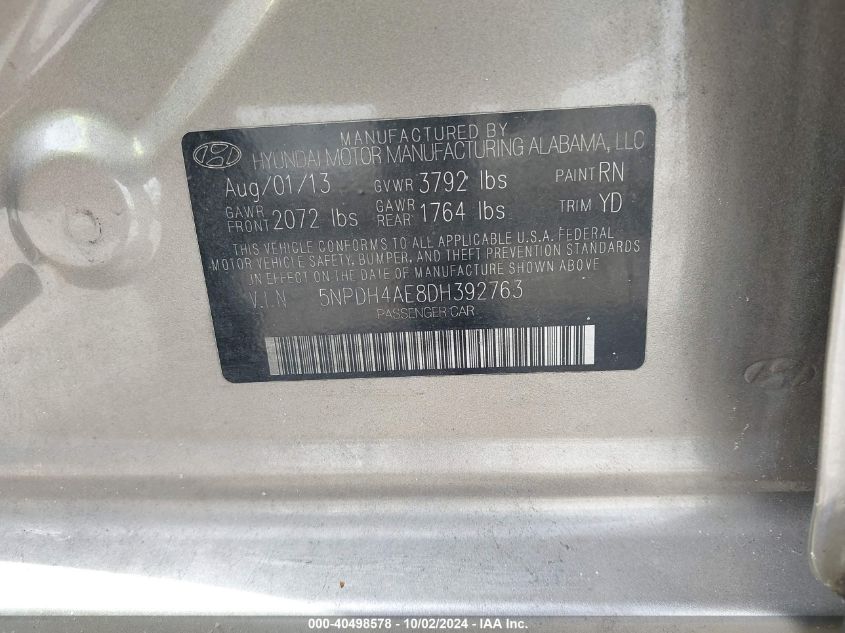 MANUFACTURED BY
HYUNDAI MOTOR MANUFACTURING ALABAMA, LLC
Aug/01/13 GVWR 3792 lbs PAINT RN
GAWR FRONT 2072 lbs GAWR REAR 1764 lbs TRIM YD
THIS VEHICLE CONFORMS TO ALL APPLICABLE U.S.A. FEDERAL
MOTOR VEHICLE SAFETY, BUMPER, AND THEFT PREVENTION STANDARDS
IN EFFECT ON THE DATE OF MANUFACTURE SHOWN ABOVE
V.I.N 5NPDH4AE8DH392763
PASSENGER CAR
000-40498578 - 10/02/2024 - IAA Inc.